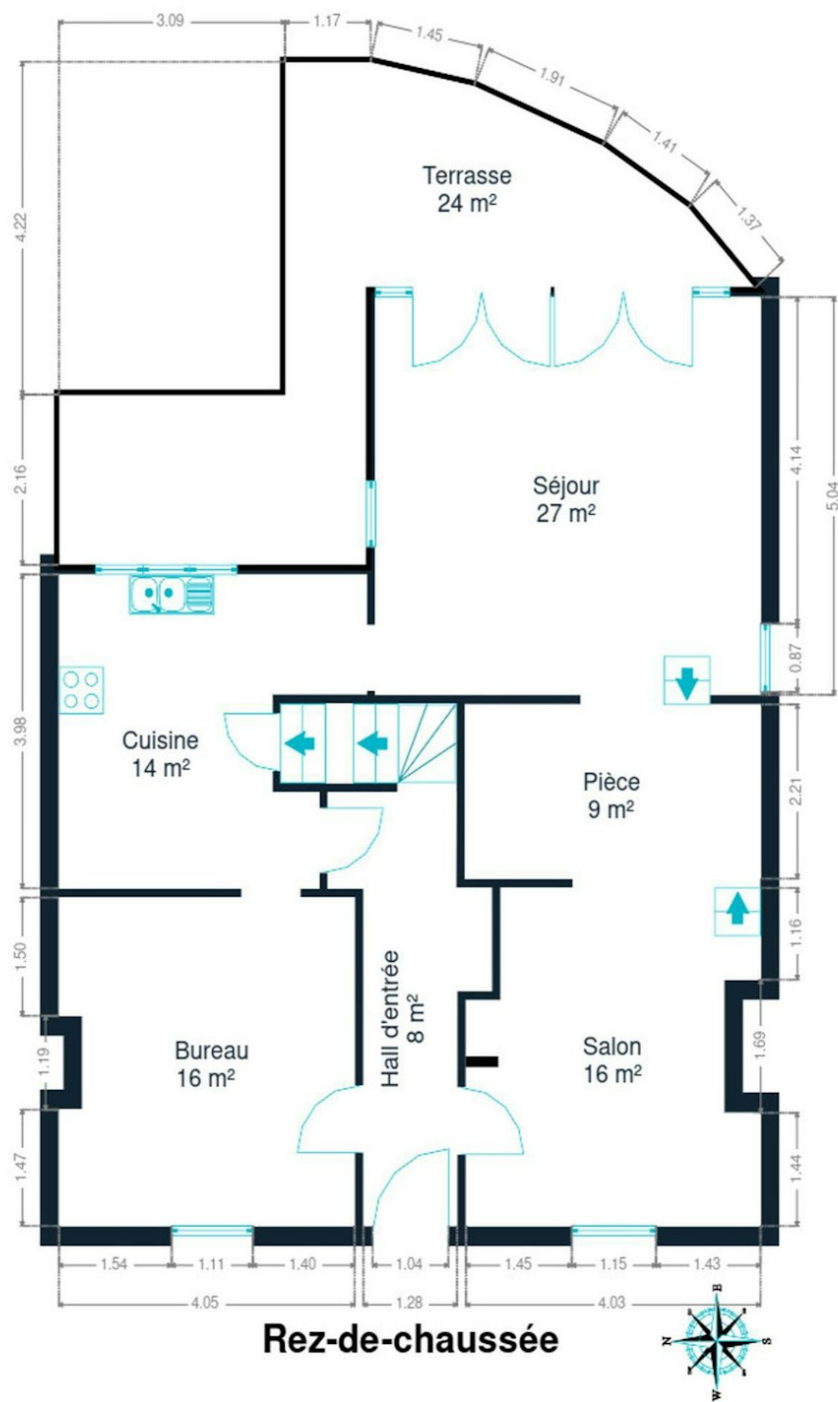 3.09
1.17
1.45
1.91
1.41
1.37
4.22
Terrasse
24 m²
2.16
4.14
5.04
Séjour
27 m²
0.87
3.98
Cuisine
14 m²
Pièce
9 m²
2.21
1.50
1.16
Hall d'entrée
8 m²
1.19
Bureau
16 m²
Salon
16 m²
1.69
1.47
1.44
1.54
1.11
1.40
1.04
1.45
1.15
1.43
4.05
1.28
4.03
Rez-de-chaussée
E
N
S
W